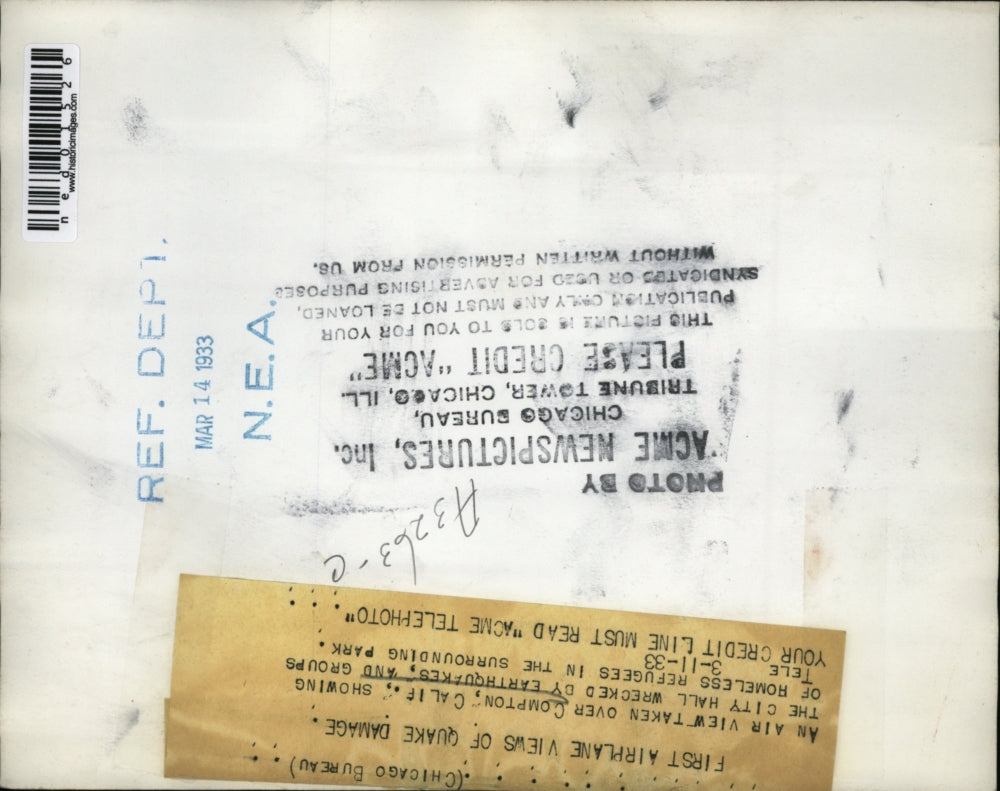 ned01526
www.historicimages.com
REF. DEPT.
MAR 14 1933
N.E.A.
PHOTO BY
ACME NEWSPICTURES, Inc.
CHICAGO BUREAU,
TRIBUNE TOWER, CHICAGO, ILL.
PLEASE CREDIT "ACME"
THIS PICTURE IS SOLD TO YOU FOR YOUR
PUBLICATION ONLY AND MUST NOT BE LOANED,
SYNDICATED OR USED FOR ADVERTISING PURPOSES
WITHOUT WRITTEN PERMISSION FROM US.
A3263-C
(CHICAGO BUREAU)
FIRST AIRPLANE VIEWS OF QUAKE DAMAGE.
AN AIR VIEW TAKEN OVER COMPTON, CALIF., SHOWING
THE CITY HALL WRECKED BY EARTHQUAKES, AND GROUPS
OF HOMELESS REFUGEES IN THE SURROUNDING PARK.
TELE 3-11-33
YOUR CREDIT LINE MUST READ "ACME TELEPHOTO"